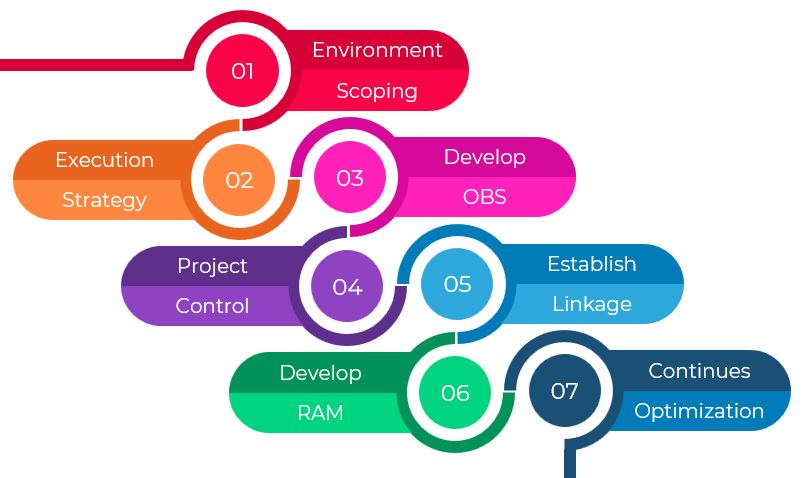 01
Environment
Scoping
02
Execution
Strategy
03
Develop
OBS
04
Project
Control
05
Establish
Linkage
06
Develop
RAM
07
Continues
Optimization